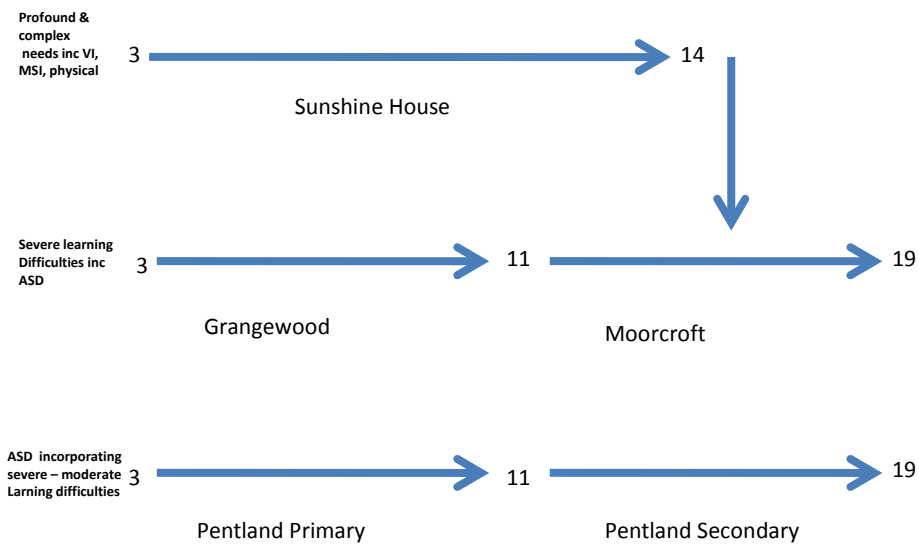 Profound &
complex
needs inc VI,
MSI, physical
3
14
Sunshine House
Severe learning
Difficulties inc
ASD
3
11
19
Grangewood
Moorcroft
ASD incorporating
severe – moderate
Larning difficulties
3
11
19
Pentland Primary
Pentland Secondary